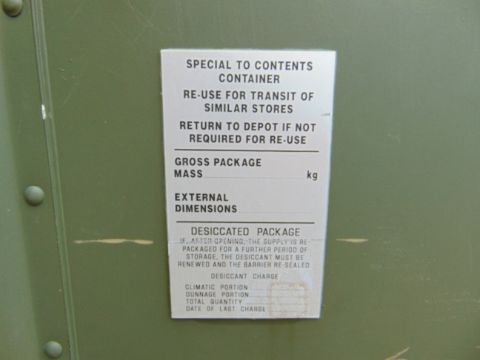 SPECIAL TO CONTENTS
CONTAINER
RE-USE FOR TRANSIT OF
SIMILAR STORES
RETURN TO DEPOT IF NOT
REQUIRED FOR RE-USE
GROSS PACKAGE
MASS kg
EXTERNAL
DIMENSIONS
DESICCATED PACKAGE
IF, AFTER OPENING, THE SUPPLY IS RE-
PACKAGED FOR A FURTHER PERIOD OF
STORAGE, THE DESICCANT MUST BE
RENEWED AND THE BARRIER RE-SEALED
DESICCANT CHARGE
CLIMATIC PORTION
DUNNAGE PORTION
TOTAL QUANTITY
DATE OF LAST CHARGE